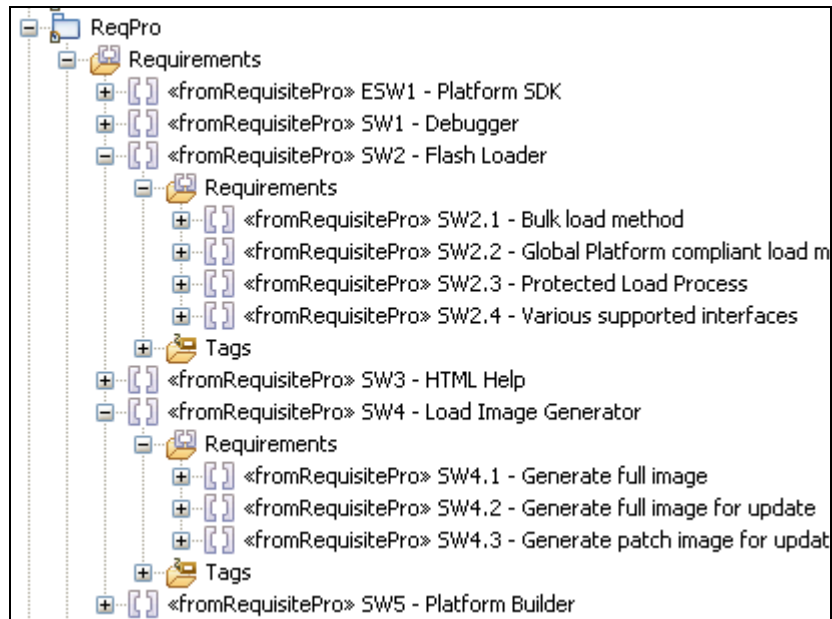 ReqPro
Requirements
«fromRequisitePro» ESW1 - Platform SDK
«fromRequisitePro» SW1 - Debugger
«fromRequisitePro» SW2 - Flash Loader
Requirements
«fromRequisitePro» SW2.1 - Bulk load method
«fromRequisitePro» SW2.2 - Global Platform compliant load m
«fromRequisitePro» SW2.3 - Protected Load Process
«fromRequisitePro» SW2.4 - Various supported interfaces
Tags
«fromRequisitePro» SW3 - HTML Help
«fromRequisitePro» SW4 - Load Image Generator
Requirements
«fromRequisitePro» SW4.1 - Generate full image
«fromRequisitePro» SW4.2 - Generate full image for update
«fromRequisitePro» SW4.3 - Generate patch image for updat
Tags
«fromRequisitePro» SW5 - Platform Builder